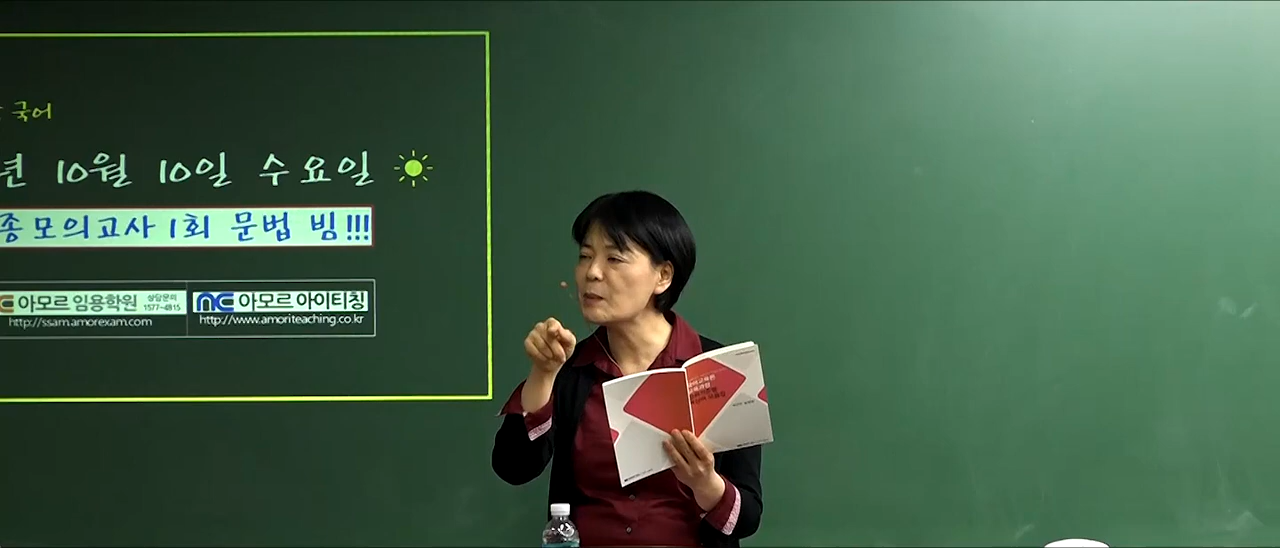 국어
년 10월 10일 수요일
종모의고사 1회 문법 빔!!!
아모르 임용학원 상담문의 1577-4815
http://ssam.amorexam.com
아모르 아이티칭
http://www.amoriteaching.co.kr